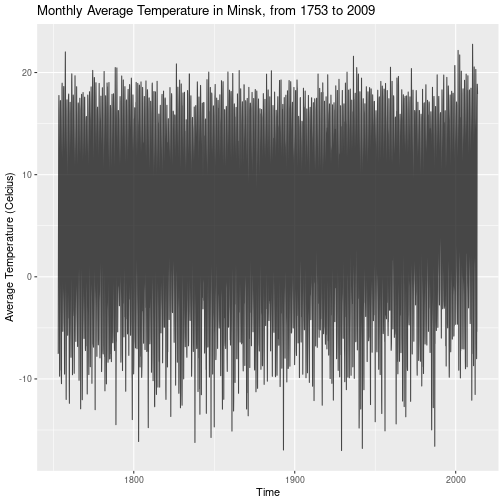 Monthly Average Temperature in Minsk, from 1753 to 2009
20
10
0
-10
Average Temperature (Celcius)
1800
1900
2000
Time